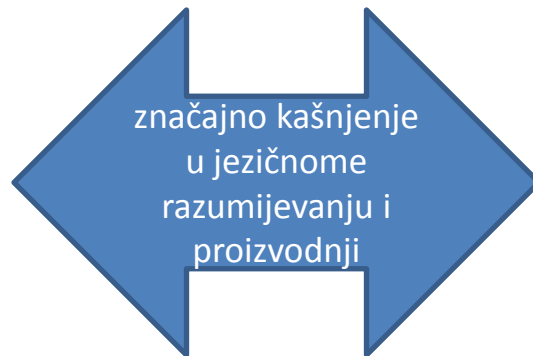 značajno kašnjenje
u jezičnome
razumijevanju i
proizvodnji